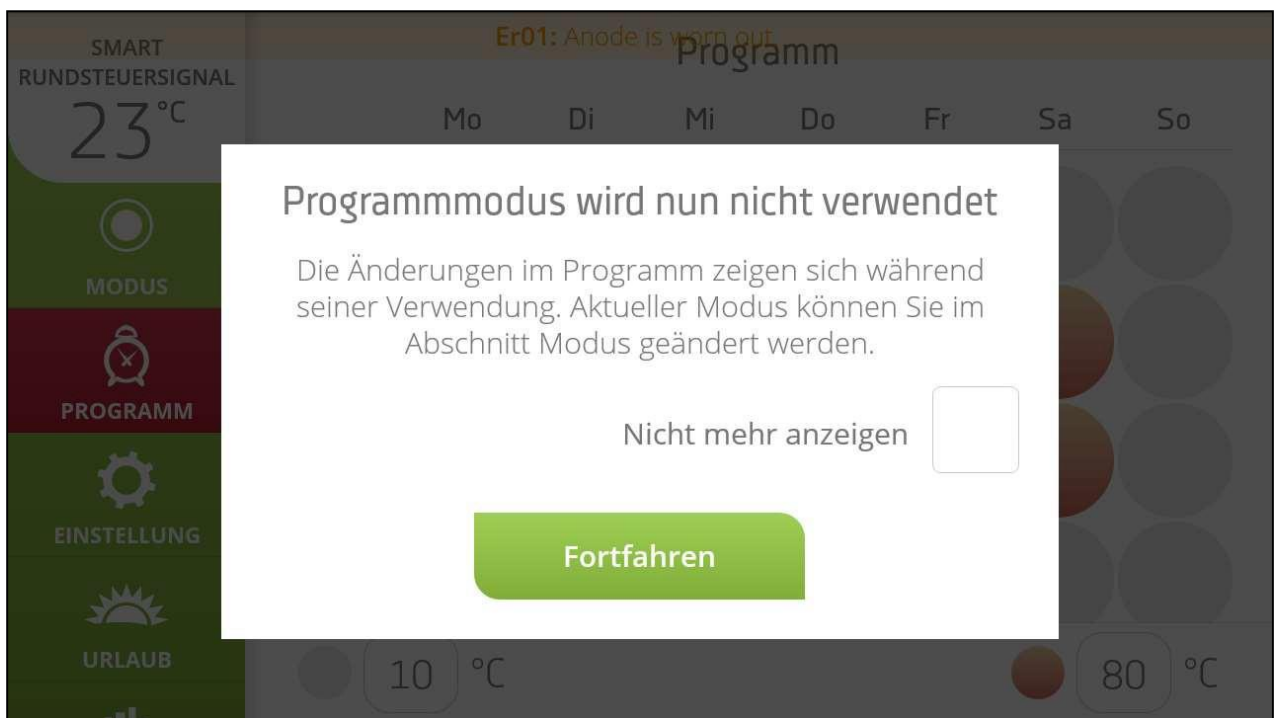 SMART
RUNDSTEUERSIGNAL
23 °C
Er01: Anode is worn out
Programm
Mo Di Mi Do Fr Sa So
Programmmodus wird nun nicht verwendet
Die Änderungen im Programm zeigen sich während
seiner Verwendung. Aktueller Modus können Sie im
Abschnitt Modus geändert werden.
Nicht mehr anzeigen
Fortfahren
MODUS
PROGRAMM
EINSTELLUNG
URLAUB
10 °C
80 °C